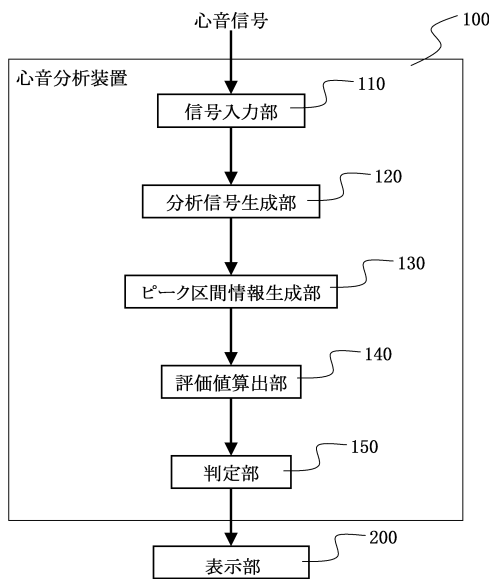 心音信号
100
心音分析装置
110
信号入力部
120
分析信号生成部
130
ピーク区間情報生成部
140
評価値算出部
150
判定部
200
表示部